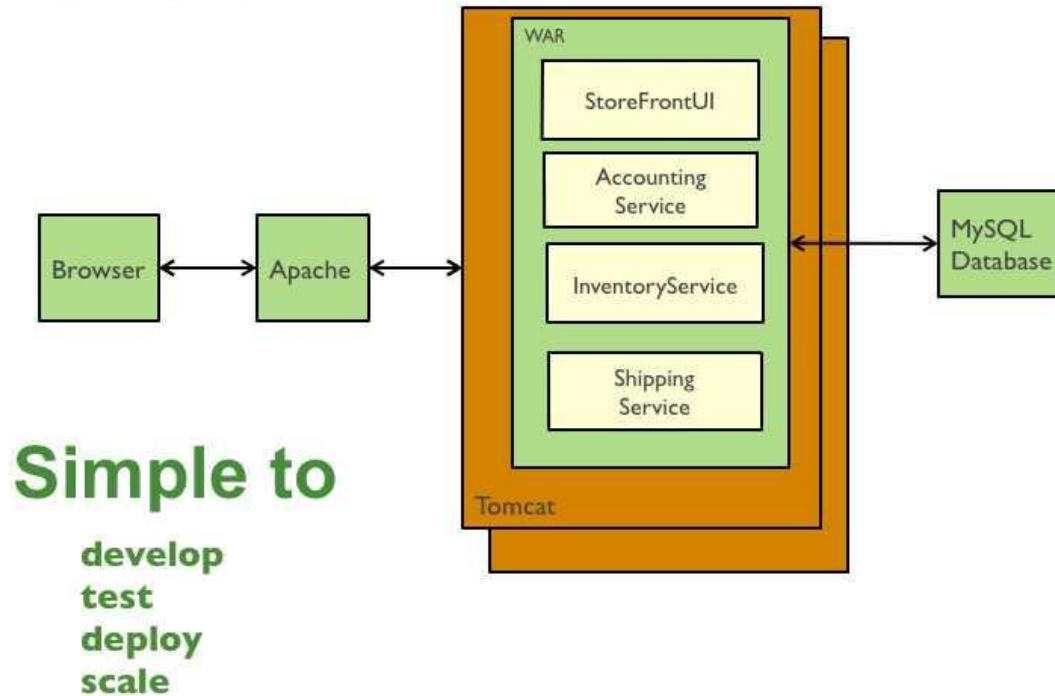 WAR
StoreFrontUI
Accounting
Service
InventoryService
Shipping
Service
Tomcat
Browser
Apache
MySQL
Database
Simple to
develop
test
deploy
scale